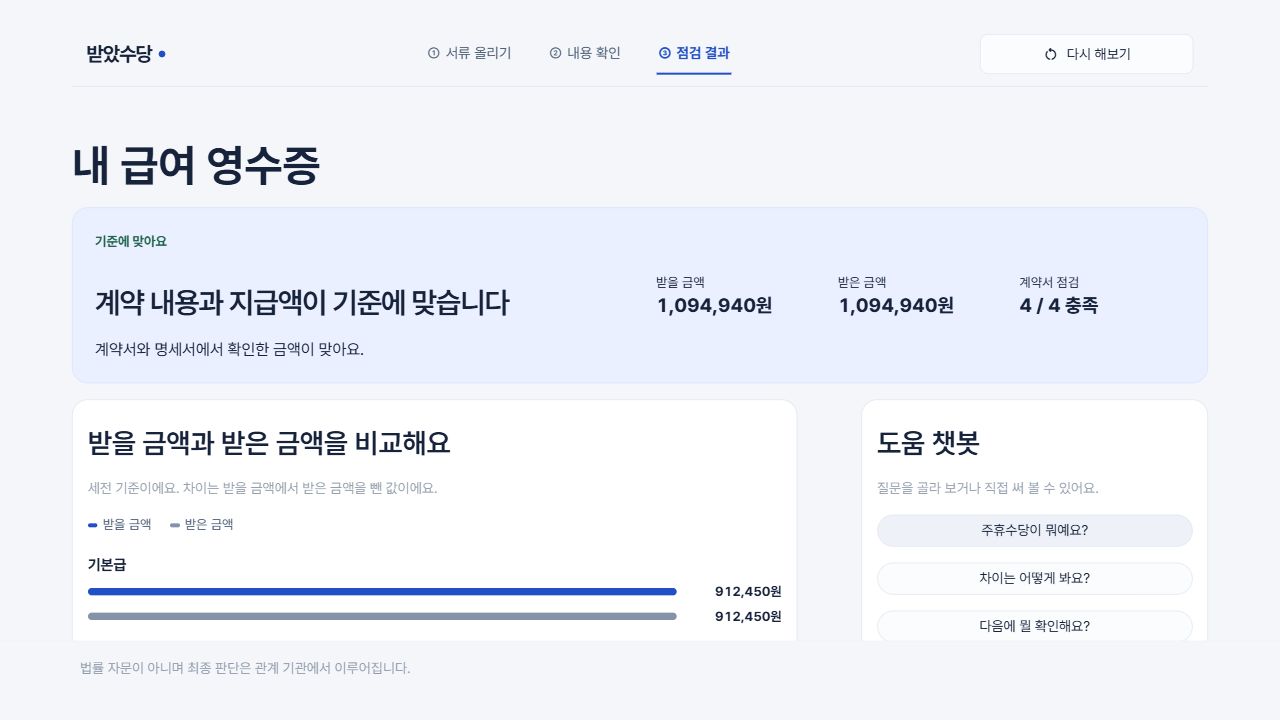 받았수당
① 서류 올리기
② 내용 확인
③ 점검 결과
다시 해보기
내 급여 영수증
기준에 맞아요
계약 내용과 지급액이 기준에 맞습니다
계약서와 명세서에서 확인한 금액이 맞아요.
받을 금액
1,094,940원
받은 금액
1,094,940원
계약서 점검
4 / 4 충족
받을 금액과 받은 금액을 비교해요
세전 기준이에요. 차이는 받을 금액에서 받은 금액을 뺀 값이에요.
받을 금액
받은 금액
기본급
912,450원
912,450원
도움 챗봇
질문을 골라 보거나 직접 써 볼 수 있어요.
주휴수당이 뭐예요?
차이는 어떻게 봐요?
다음에 뭘 확인해요?
법률 자문이 아니며 최종 판단은 관계 기관에서 이루어집니다.